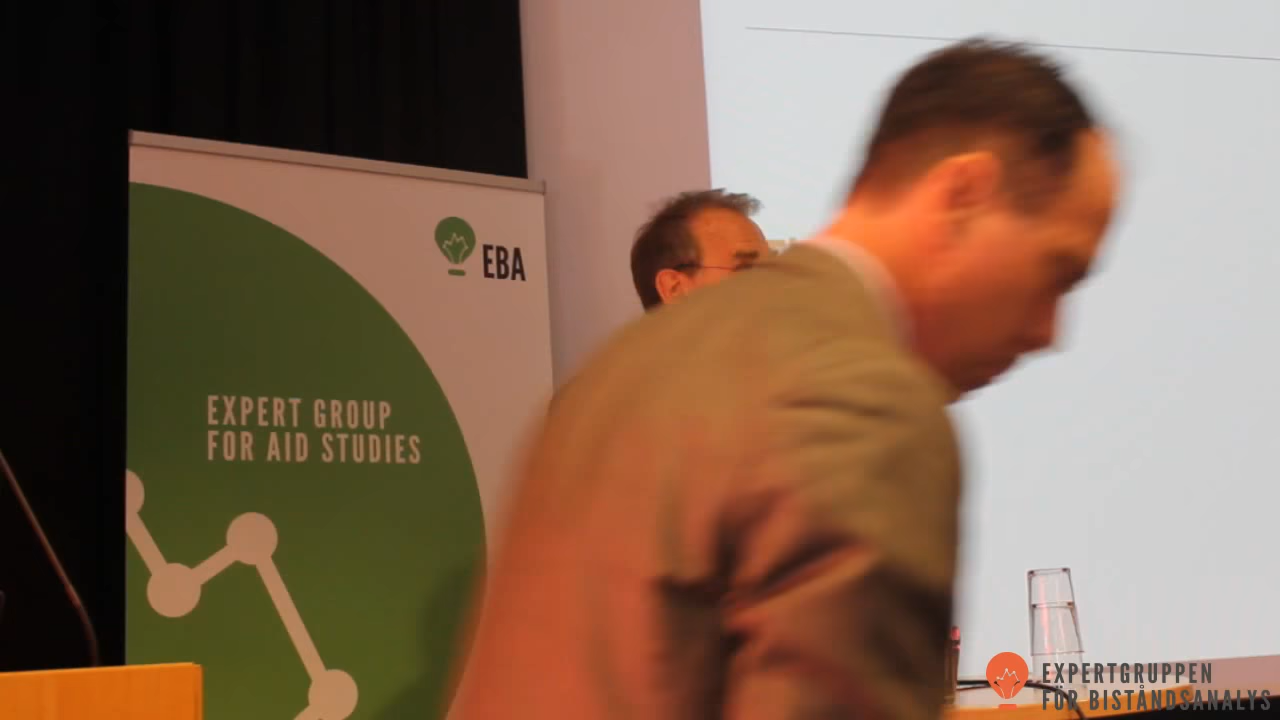 EBA
EXPERT GROUP
FOR AID STUDIES
EXPERTGRUPPEN
FÖR BISTÅNDSANALYS